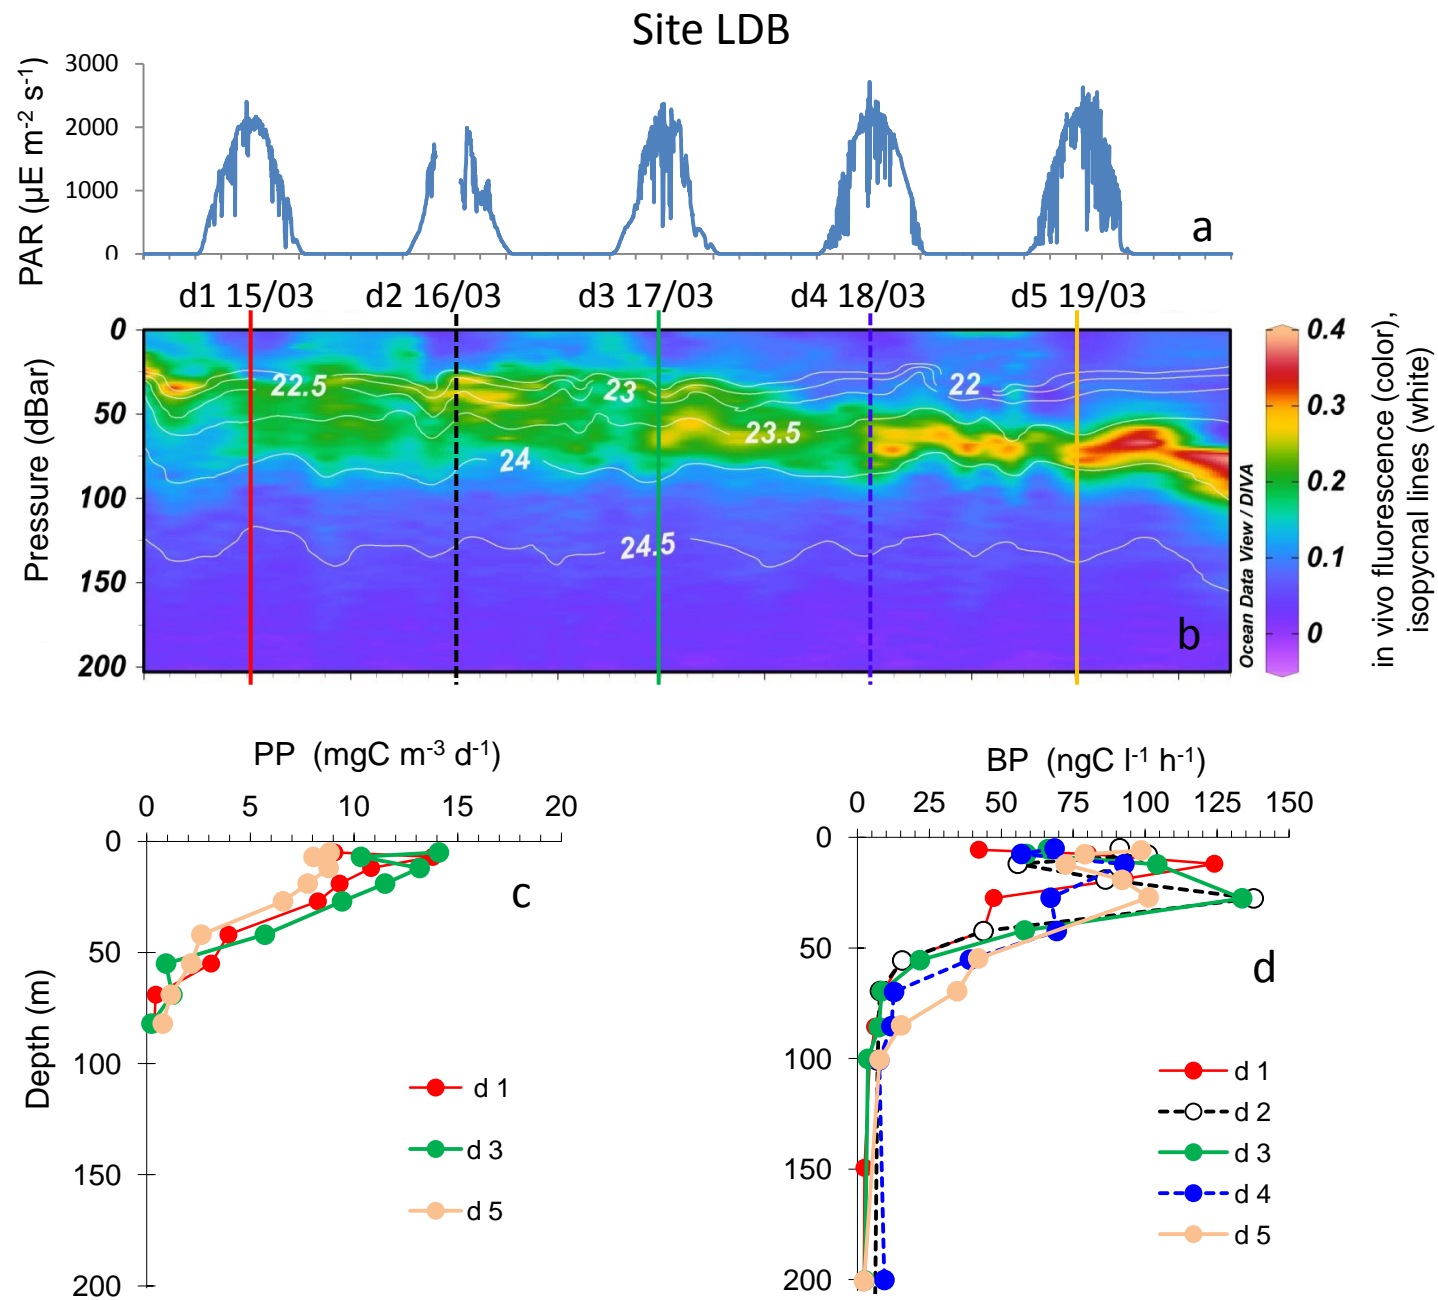 Site LDB
PAR (µE m-2 s-1)
3000
2000
1000
0
a
d1 15/03
d2 16/03
d3 17/03
d4 18/03
d5 19/03
Pressure (dBar)
0
50
100
150
200
22.5
23
22
23.5
24
24.5
b
Ocean Data View / DIVA
0.4
0.3
0.2
0.1
0
in vivo fluorescence (color),
isopycnal lines (white)
PP (mgC m-3 d-1)
0 5 10 15 20
Depth (m)
0
50
100
150
200
c
d 1
d 3
d 5
BP (ngC l-1 h-1)
0 25 50 75 100 125 150
0
50
100
150
200
d
d 1
d 2
d 3
d 4
d 5